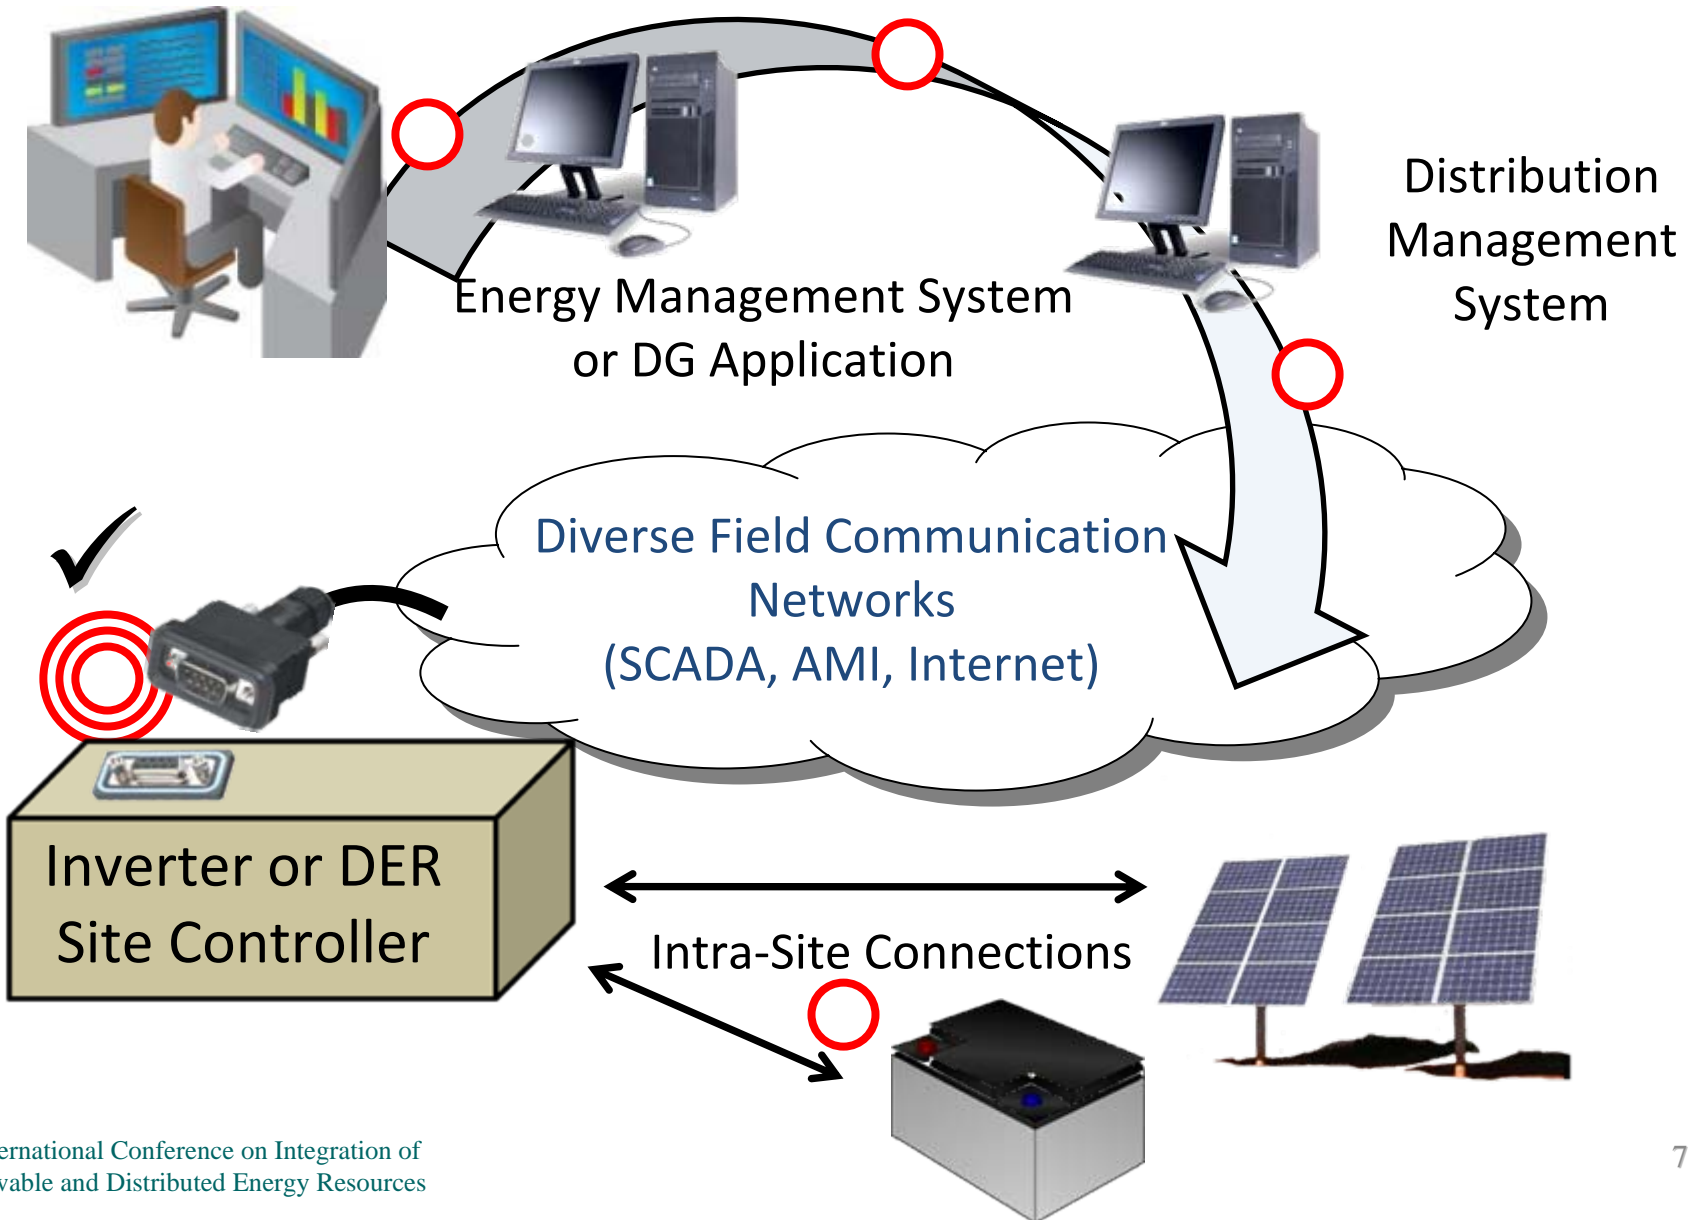 Distribution
Management
System
Energy Management System
or DG Application
Diverse Field Communication
Networks
(SCADA, AMI, Internet)
Inverter or DER
Site Controller
Intra-Site Connections
ernational Conference on Integration of
vable and Distributed Energy Resources
7